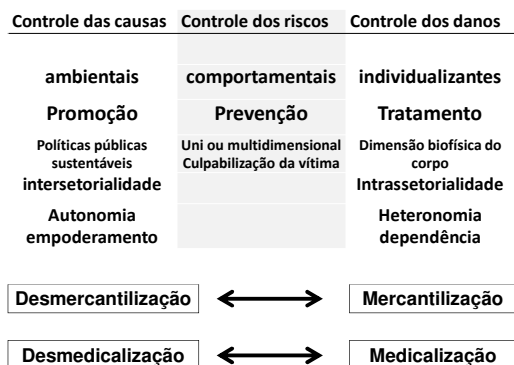 Controle das causas Controle dos riscos Controle dos danos
ambientais comportamentais individualizantes
Promoção Prevenção Tratamento
Políticas públicas Uni ou multidimensional Dimensão biofísica do
sustentáveis Culpabilização da vítima corpo
intersetorialidade Intrassetorialidade
Autonomia Heteronomia
empoderamento dependência
Desmercantilização Mercantilização
Desmedicalização Medicalização